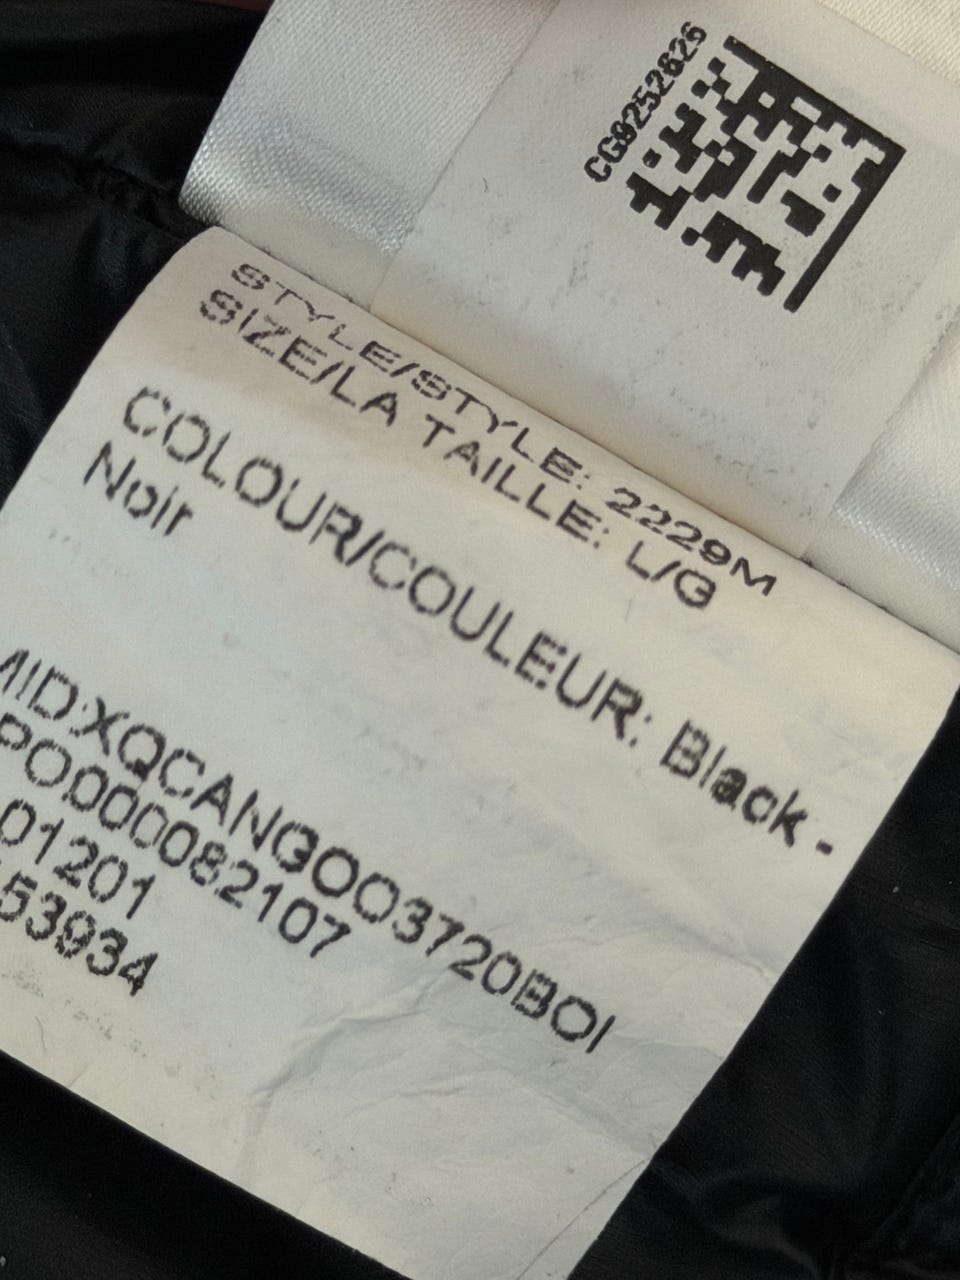 CG9252626
STYLE/STYLE: 2229M
SIZE/LA TAILLE: L/G
COLOUR/COULEUR: Black -
Noir
MID:XQCANGOO3720BOI
PO0000082107
01201
53934